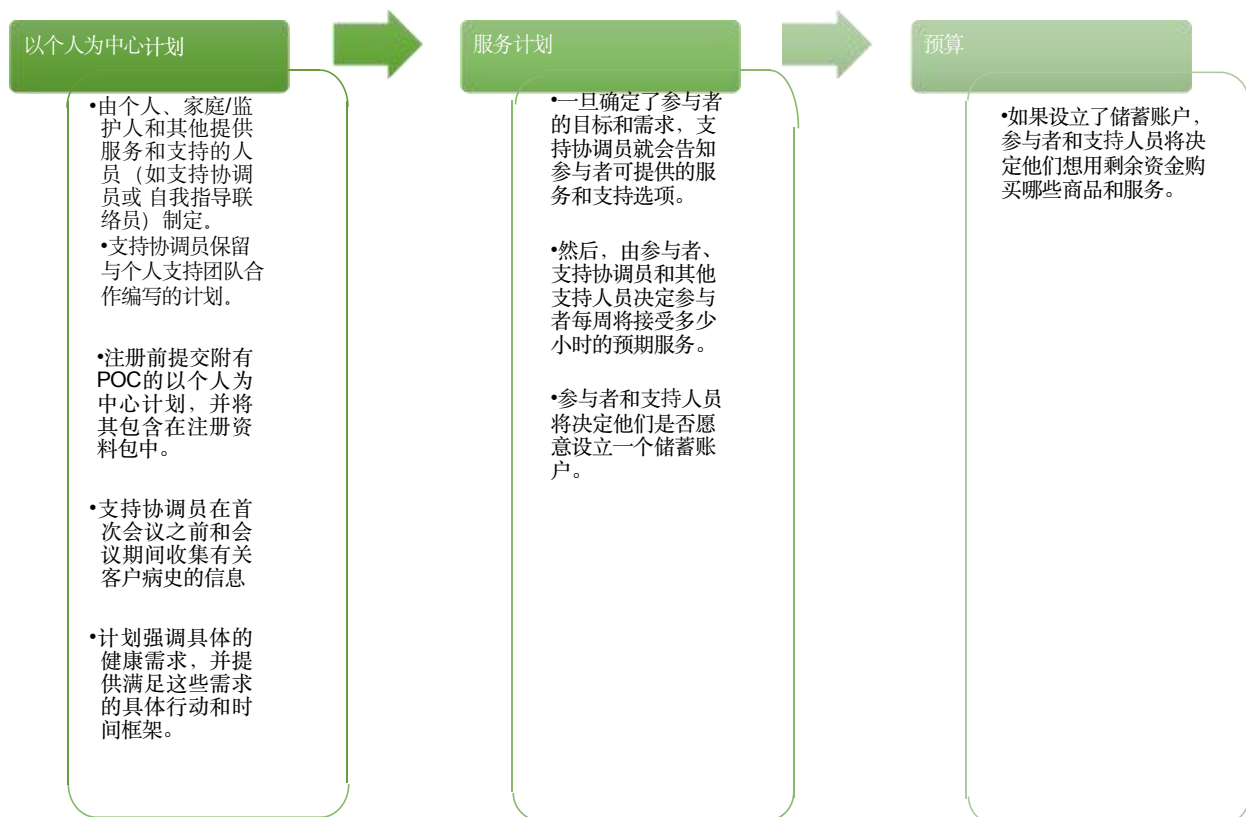 以个人为中心计划
•由个人、家庭/监
护人和其他提供
服务和支持的人
员（如支持协调
员或 自我指导联
络员）制定。
•支持协调员保留
与个人支持团队合
作编写的计划。
•注册前提交附有
POC的以个人为
中心计划，并将
其包含在注册资
料包中。
•支持协调员在首
次会议之前和会
议期间收集有关
客户病史的信息
•计划强调具体的
健康需求，并提
供满足这些需求
的具体行动和时
间框架。
服务计划
•一旦确定了参与者
的目标和需求，支
持协调员就会告知
参与者可提供的服
务和支持选项。
•然后，由参与者、
支持协调员和其他
支持人员决定参与
者每周将接受多少
小时的预期服务。
•参与者和支持人员
将决定他们是否愿
意设立一个储蓄账
户。
预算
•如果设立了储蓄账户，
参与者和支持人员将决
定他们想用剩余资金购
买哪些商品和服务。